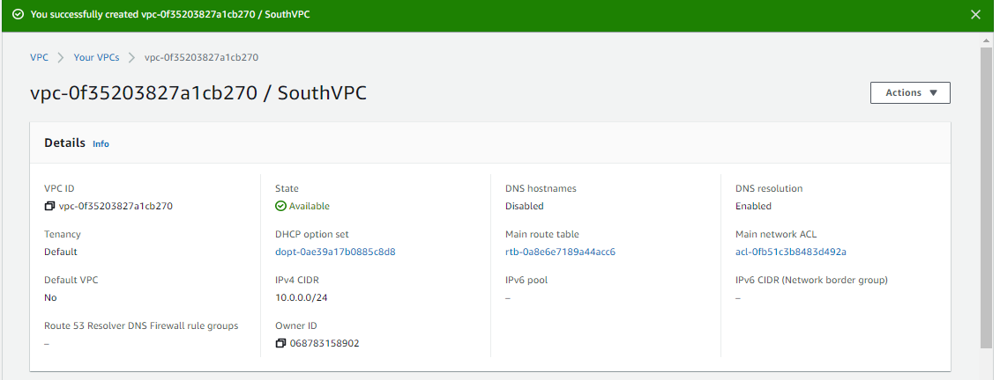 You successfully created vpc-0f35203827a1cb270 / SouthVPC
VPC > Your VPCs > vpc-0f35203827a1cb270
vpc-0f35203827a1cb270 / SouthVPC
Actions
Details Info
VPC ID State DNS hostnames DNS resolution
vpc-0f35203827a1cb270 Available Disabled Enabled
Tenancy DHCP option set Main route table Main network ACL
Default dopt-0ae39a17b0885c8d8 rtb-0a8e6e7189a44acc6 acl-0fb51c3b8483d492a
Default VPC IPv4 CIDR IPv6 pool IPv6 CIDR (Network border group)
No 10.0.0.0/24 – –
Route 53 Resolver DNS Firewall rule groups Owner ID
– 068783158902